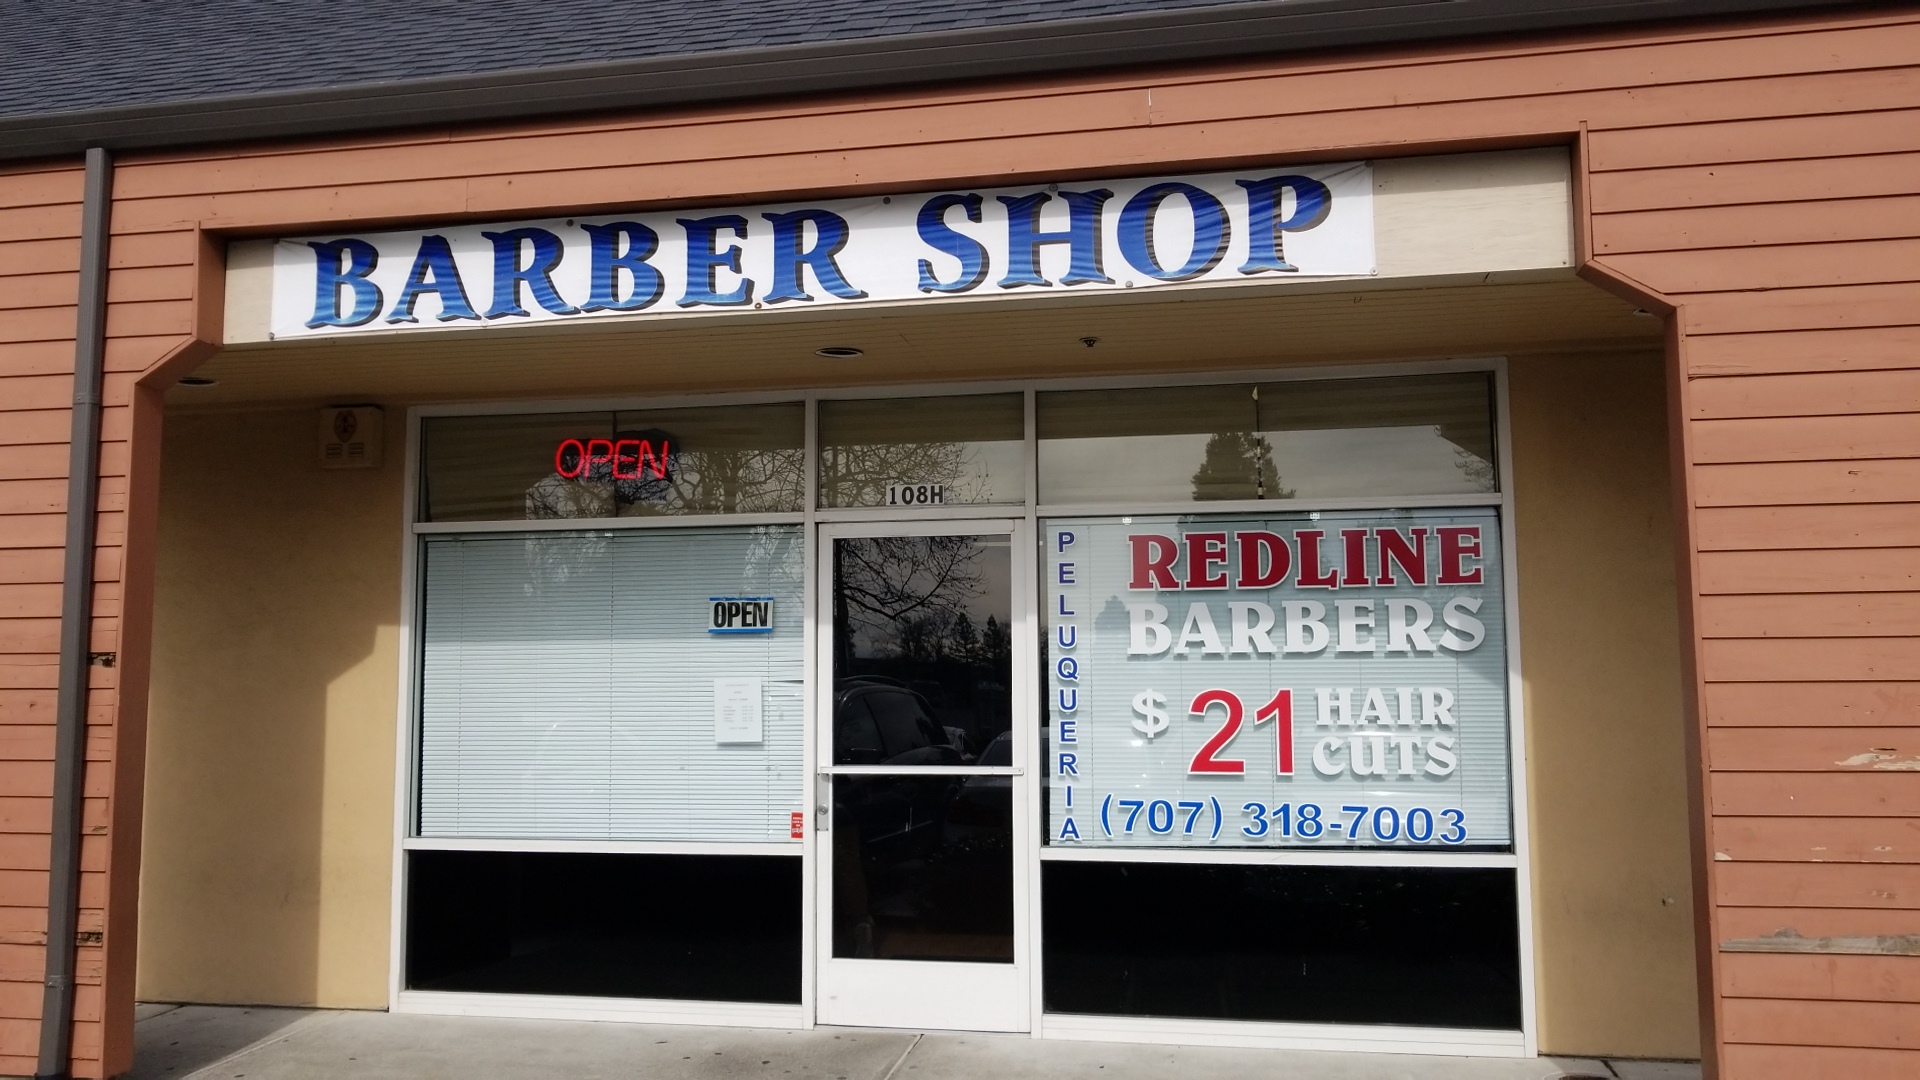 BARBER SHOP
OPEN
108H
OPEN
PELUQUERIA
REDLINE
BARBERS
$ 21 HAIR
CUTS
(707) 318-7003